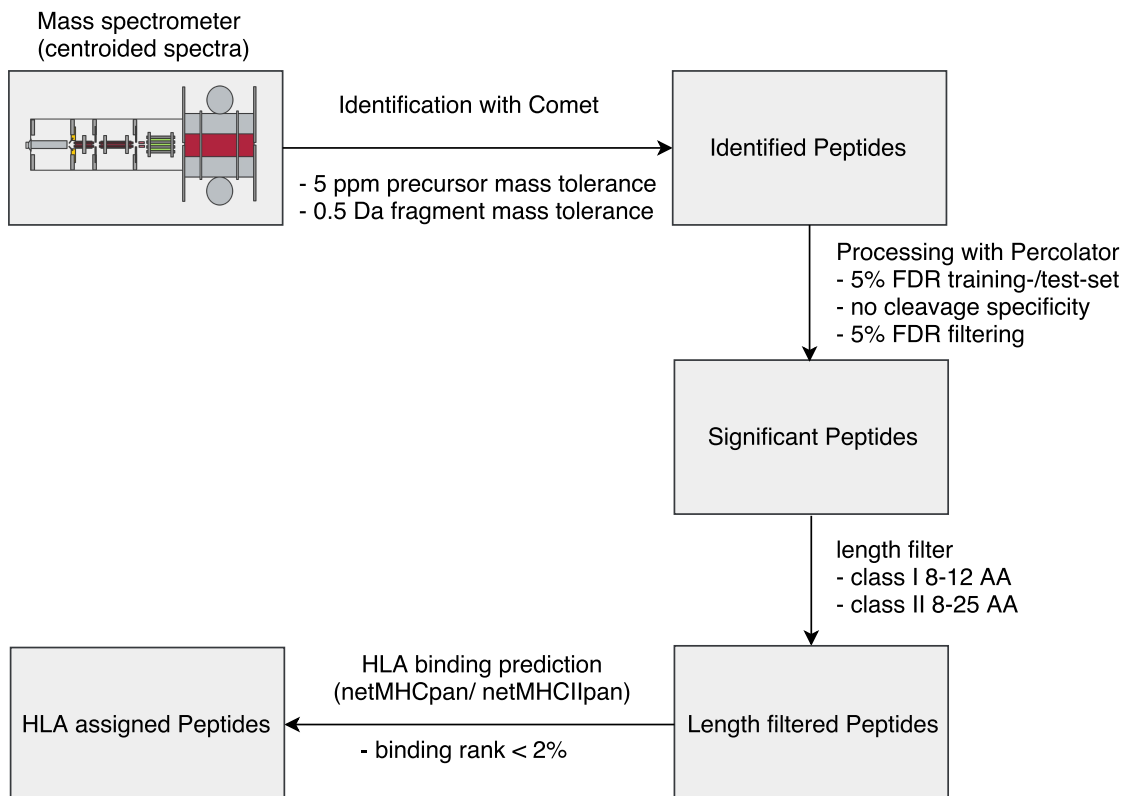 Mass spectrometer
(centroided spectra)
Identification with Comet
- 5 ppm precursor mass tolerance
- 0.5 Da fragment mass tolerance
Identified Peptides
Processing with Percolator
- 5% FDR training-/test-set
- no cleavage specificity
- 5% FDR filtering
Significant Peptides
length filter
- class I 8-12 AA
- class II 8-25 AA
Length filtered Peptides
HLA binding prediction
(netMHCpan/ netMHCIIpan)
- binding rank < 2%
HLA assigned Peptides